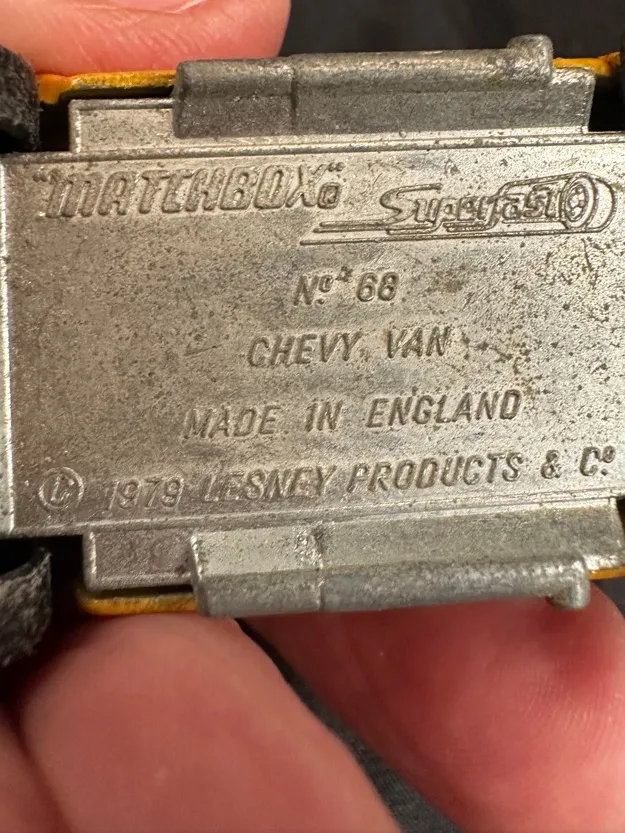 "MATCHBOX"® Superfast
Nº 68
CHEVY VAN
MADE IN ENGLAND
© 1979 LESNEY PRODUCTS & Cº